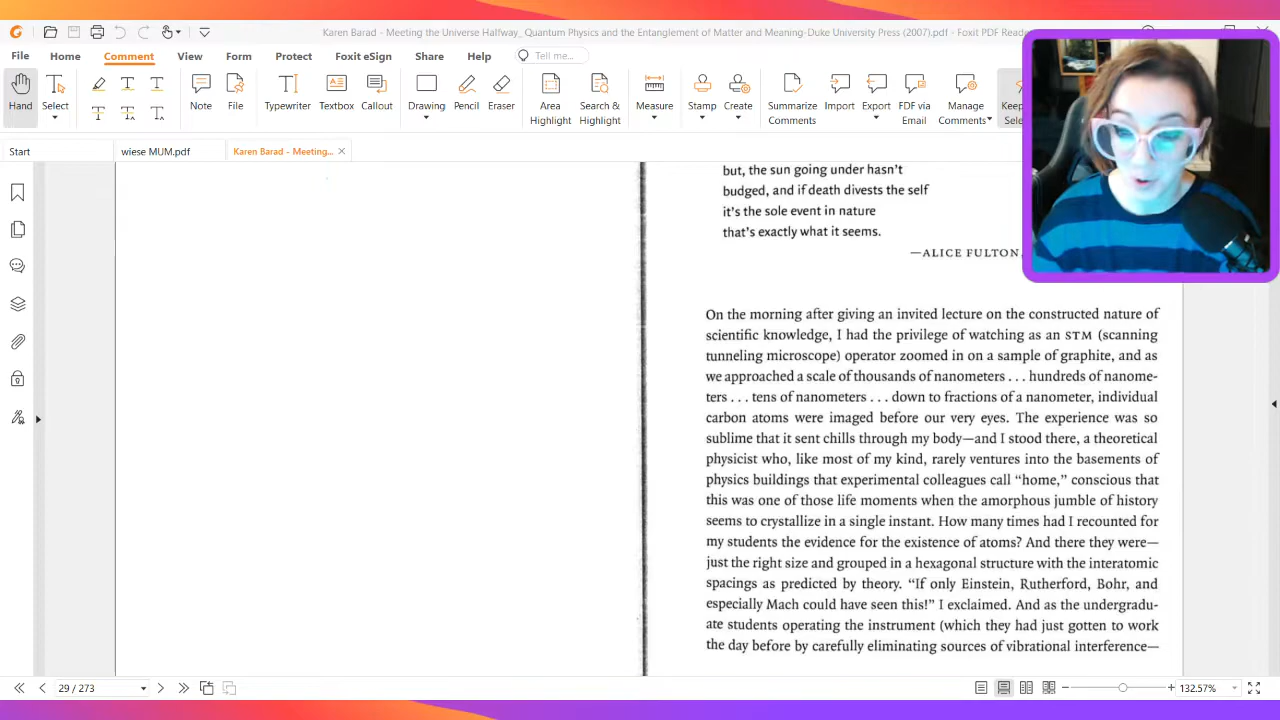 Karen Barad - Meeting the Universe Halfway_ Quantum Physics and the Entanglement of Matter and Meaning-Duke University Press (2007).pdf - Foxit PDF Reade
File Home Comment View Form Protect Foxit eSign Share Help Tell me...
Hand Select Note File Typewriter Textbox Callout Drawing Pencil Eraser Area Highlight Search & Highlight Measure Stamp Create Summarize Comments Import Export FDF via Email Manage Comments Keep Sele
Start wiese MUM.pdf Karen Barad - Meeting...
but, the sun going under hasn't
budged, and if death divests the self
it's the sole event in nature
that's exactly what it seems.
—ALICE FULTON,
On the morning after giving an invited lecture on the constructed nature of
scientific knowledge, I had the privilege of watching as an STM (scanning
tunneling microscope) operator zoomed in on a sample of graphite, and as
we approached a scale of thousands of nanometers . . . hundreds of nanome-
ters . . . tens of nanometers . . . down to fractions of a nanometer, individual
carbon atoms were imaged before our very eyes. The experience was so
sublime that it sent chills through my body—and I stood there, a theoretical
physicist who, like most of my kind, rarely ventures into the basements of
physics buildings that experimental colleagues call "home," conscious that
this was one of those life moments when the amorphous jumble of history
seems to crystallize in a single instant. How many times had I recounted for
my students the evidence for the existence of atoms? And there they were—
just the right size and grouped in a hexagonal structure with the interatomic
spacings as predicted by theory. "If only Einstein, Rutherford, Bohr, and
especially Mach could have seen this!" I exclaimed. And as the undergradu-
ate students operating the instrument (which they had just gotten to work
the day before by carefully eliminating sources of vibrational interference—
29 / 273 132.57%